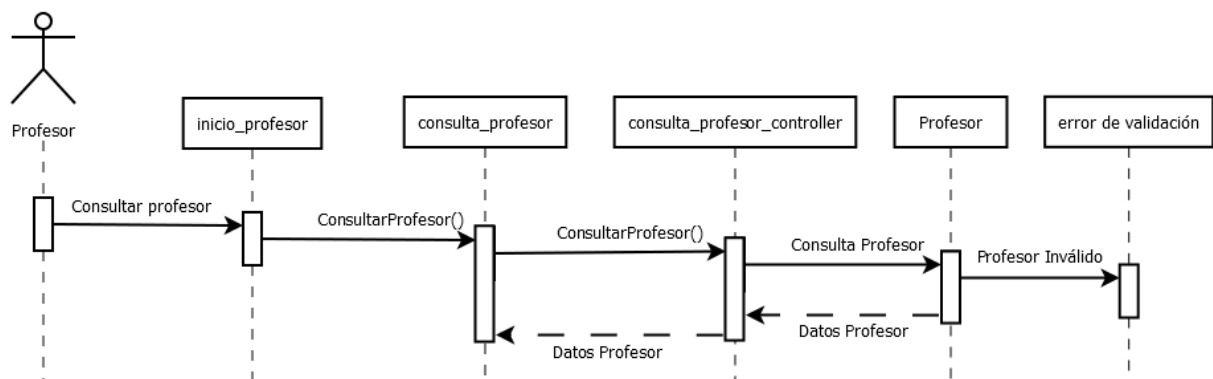 Profesor
inicio_profesor
consulta_profesor
consulta_profesor_controller
Profesor
error de validación
Consultar profesor
ConsultarProfesor()
ConsultarProfesor()
Consulta Profesor
Profesor Inválido
Datos Profesor
Datos Profesor